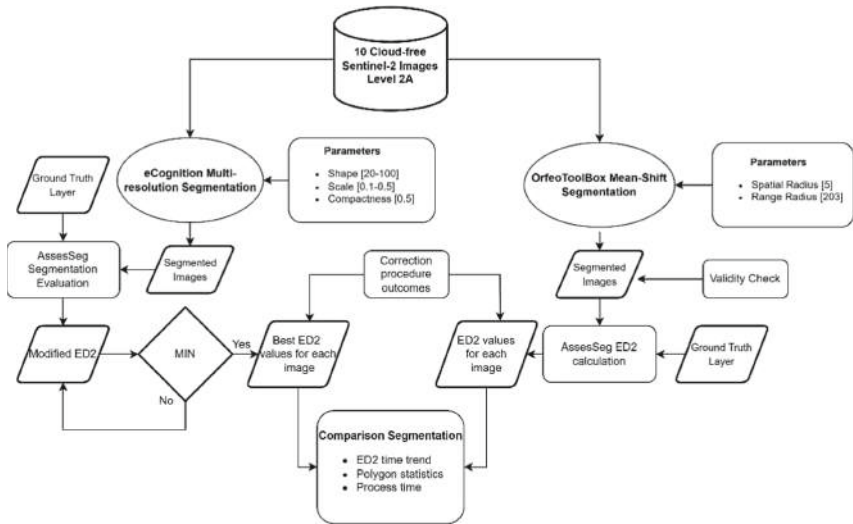 10 Cloud-free
Sentinel-2 Images
Level 2A
Ground Truth
Layer
eCognition Multi-
resolution Segmentation
Parameters
• Shape [20-100]
• Scale [0.1-0.5]
• Compactness [0.5]
OrfeoToolBox Mean-Shift
Segmentation
Parameters
• Spatial Radius [5]
• Range Radius [203]
AssesSeg
Segmentation
Evaluation
Segmented
Images
Correction
procedure
outcomes
Segmented
Images
Validity Check
Modified ED2
MIN
Yes
No
Best ED2
values for each
image
ED2 values
for each
image
AssesSeg ED2
calculation
Ground Truth
Layer
Comparison Segmentation
• ED2 time trend
• Polygon statistics
• Process time